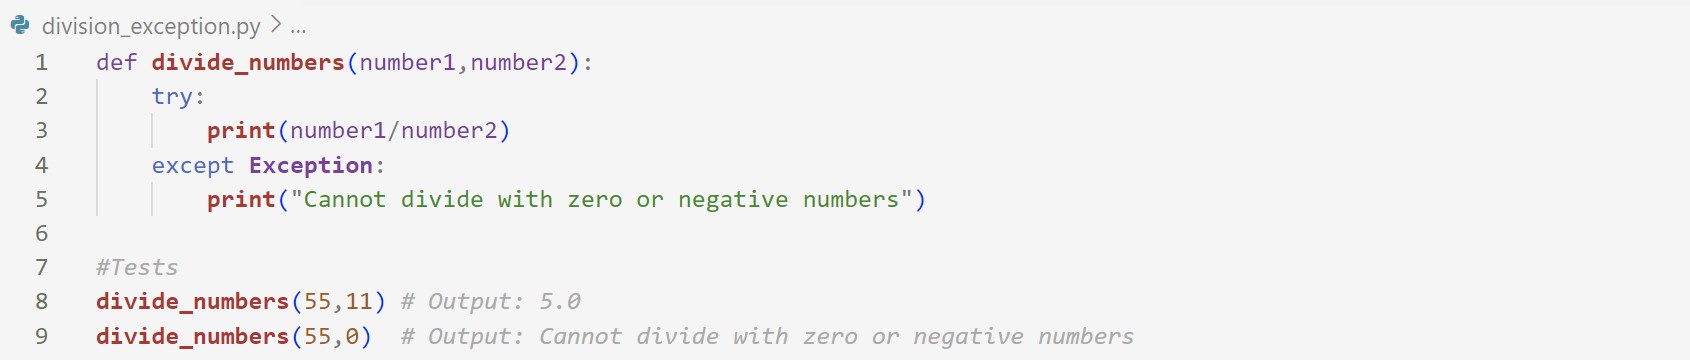 division_exception.py > ...
1 def divide_numbers(number1,number2):
2     try:
3         print(number1/number2)
4     except Exception:
5         print("Cannot divide with zero or negative numbers")
6
7 #Tests
8 divide_numbers(55,11) # Output: 5.0
9 divide_numbers(55,0)  # Output: Cannot divide with zero or negative numbers